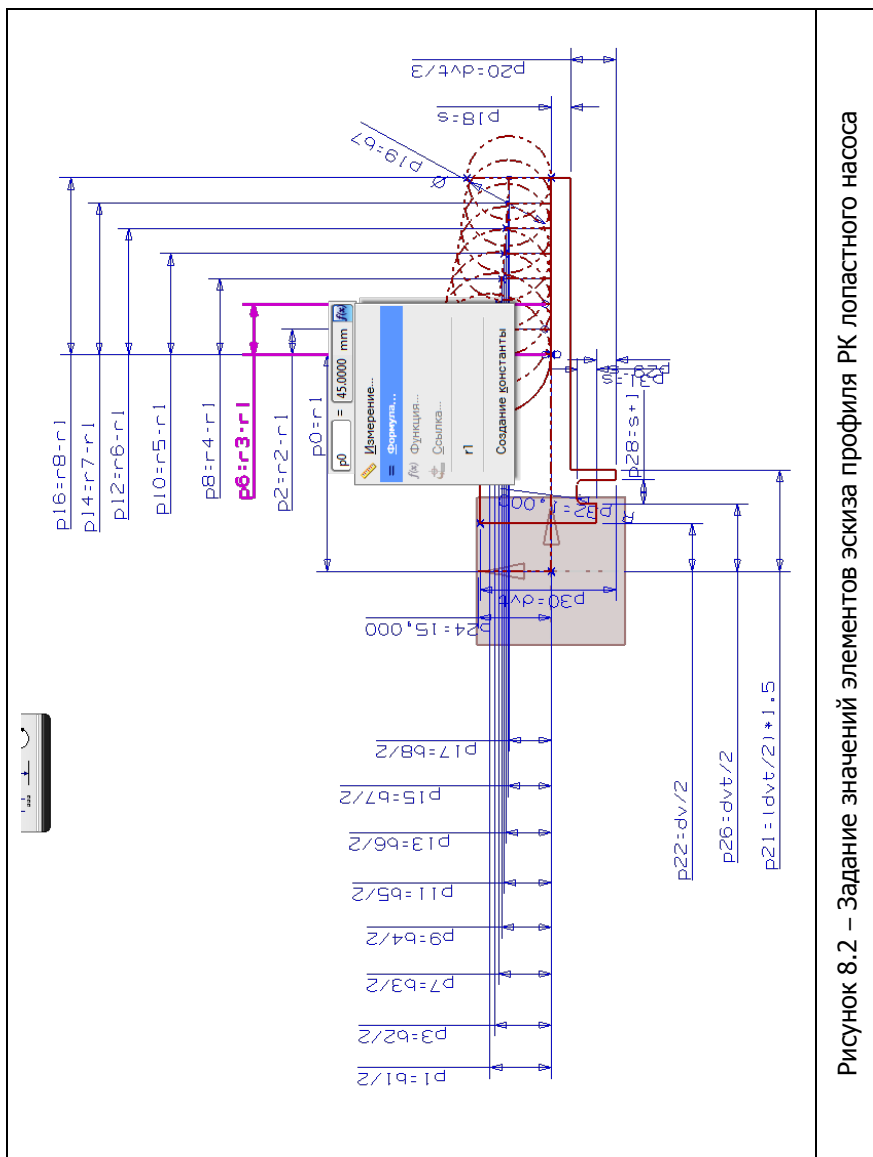 p16=r8-r1
p14=r7-r1
p12=r6-r1
p10=r5-r1
p8=r4-r1
p6=r3-r1
p2=r2-r1
p0=r1
p20=dvt/3
p18=s
p19=b7
Ø
p0 = 45.0000 mm f(x)
Измерение...
= Формула...
f(x) Функция...
Ссылка...
r1
Создание константы
p28=s+1
p32=1,000
R
p30=dvt
p24=15,000
p17=b8/2
p15=b7/2
p13=b6/2
p11=b5/2
p9=b4/2
p7=b3/2
p3=b2/2
p1=b1/2
p22=dv/2
p26=dvt/2
p21=(dvt/2)*1.5
Рисунок 8.2 – Задание значений элементов эскиза профиля РК лопастного насоса